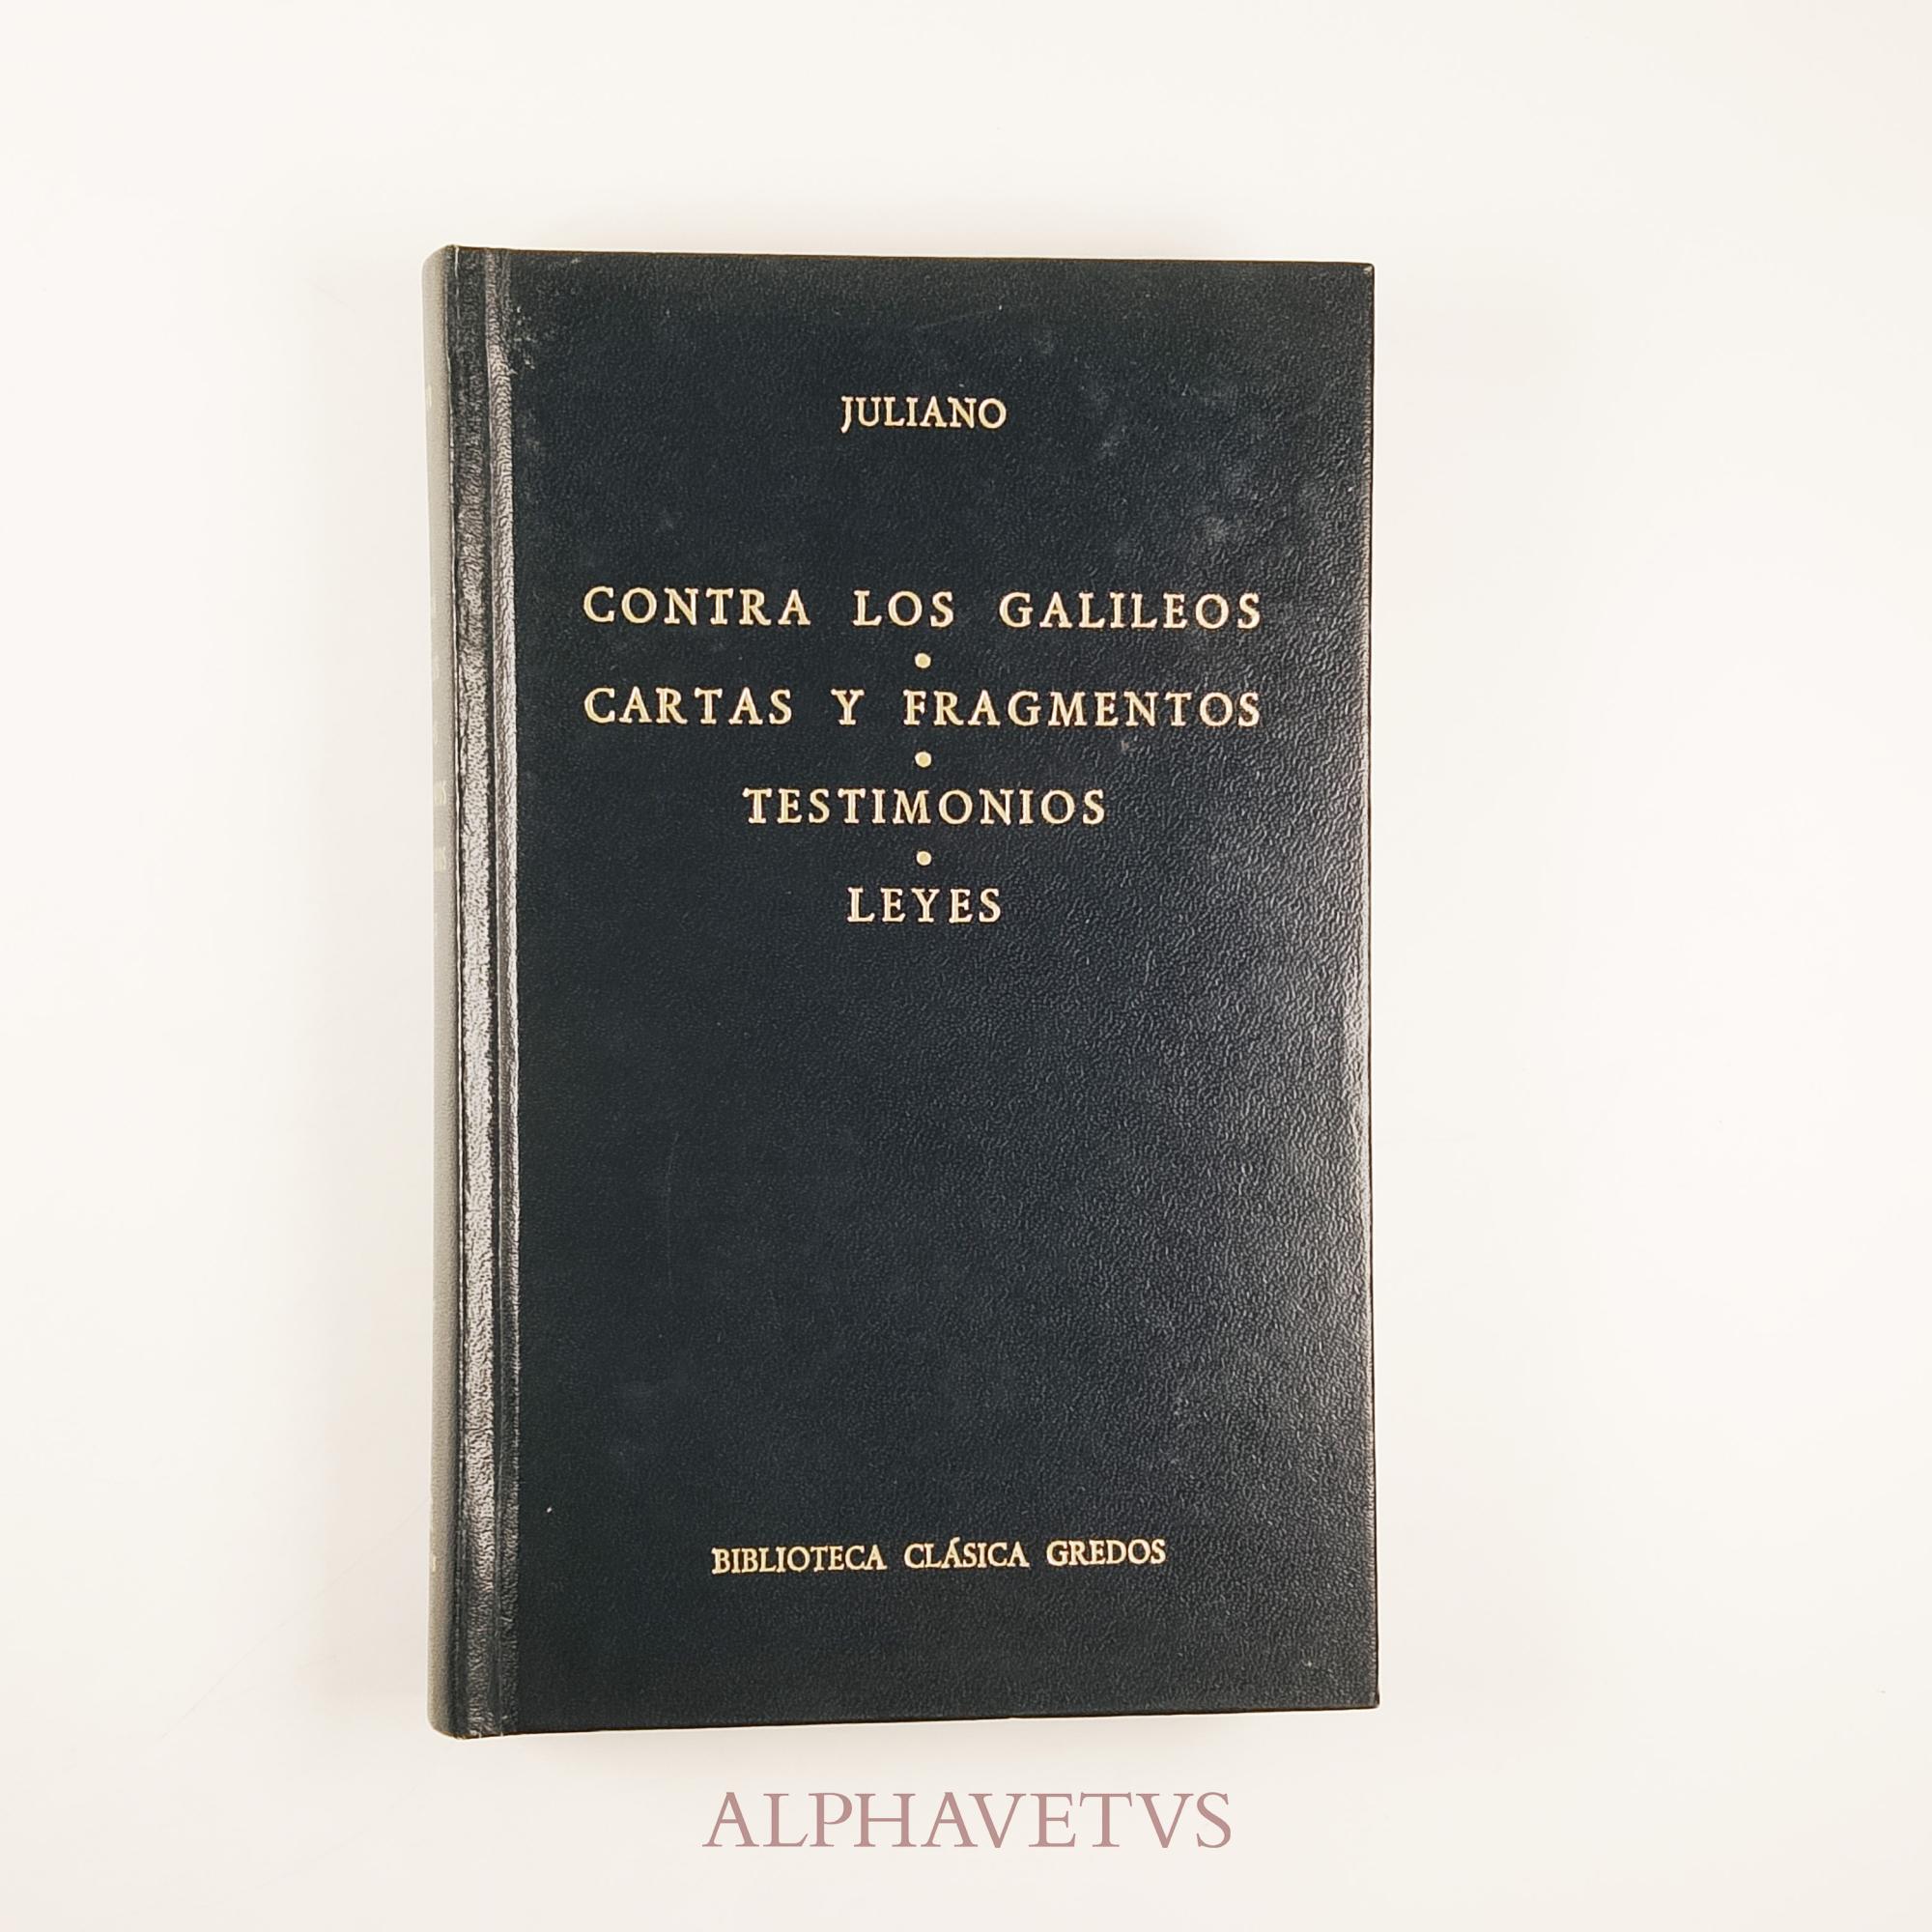 JULIANO
CONTRA LOS GALILEOS
•
CARTAS Y FRAGMENTOS
•
TESTIMONIOS
•
LEYES
BIBLIOTECA CLÁSICA GREDOS
ALPHAVETVS